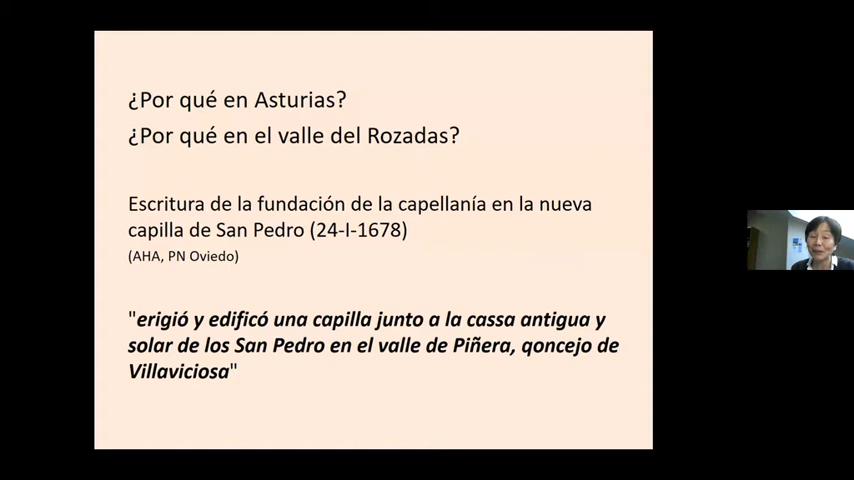 ¿Por qué en Asturias?
¿Por qué en el valle del Rozadas?
Escritura de la fundación de la capellanía en la nueva
capilla de San Pedro (24-I-1678)
(AHA, PN Oviedo)
"erigió y edificó una capilla junto a la cassa antigua y
solar de los San Pedro en el valle de Piñera, qoncejo de
Villaviciosa"